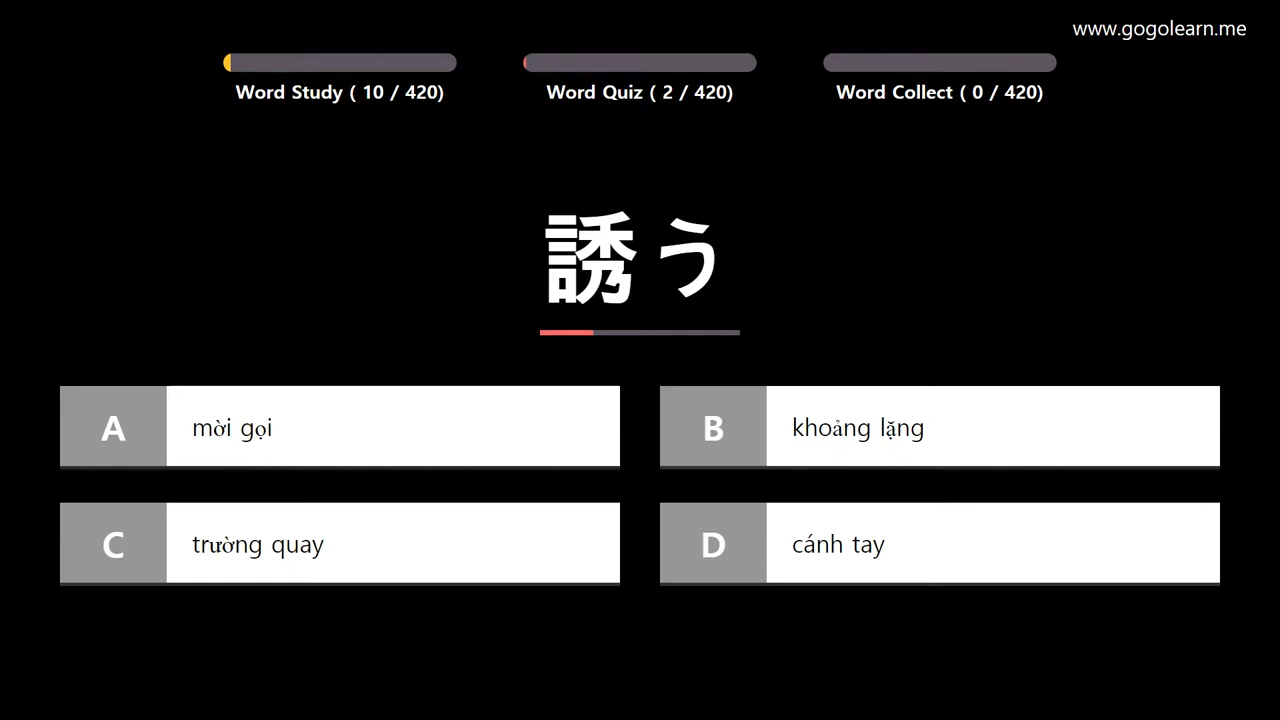 www.gogolearn.me
Word Study ( 10 / 420)
Word Quiz ( 2 / 420)
Word Collect ( 0 / 420)
誘う
A mời gọi
B khoảng lặng
C trường quay
D cánh tay